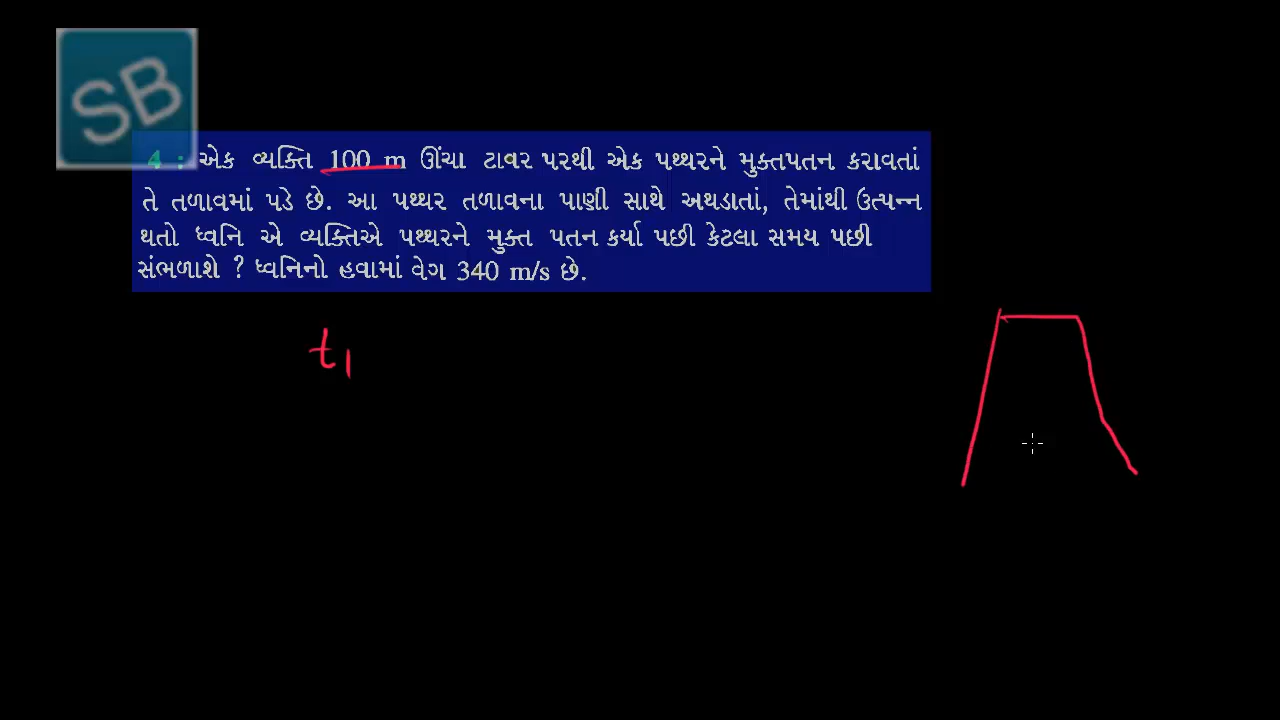 SB
4 : એક વ્યક્તિ 100 m ઊંચા ટાવર પરથી એક પથ્થરને મુક્તપતન કરાવતાં
તે તળાવમાં પડે છે. આ પથ્થર તળાવના પાણી સાથે અથડાતાં, તેમાંથી ઉત્પન્ન
થતો ધ્વનિ એ વ્યક્તિએ પથ્થરને મુક્ત પતન કર્યા પછી કેટલા સમય પછી
સંભળાશે ? ધ્વનિનો હવામાં વેગ 340 m/s છે.
t₁